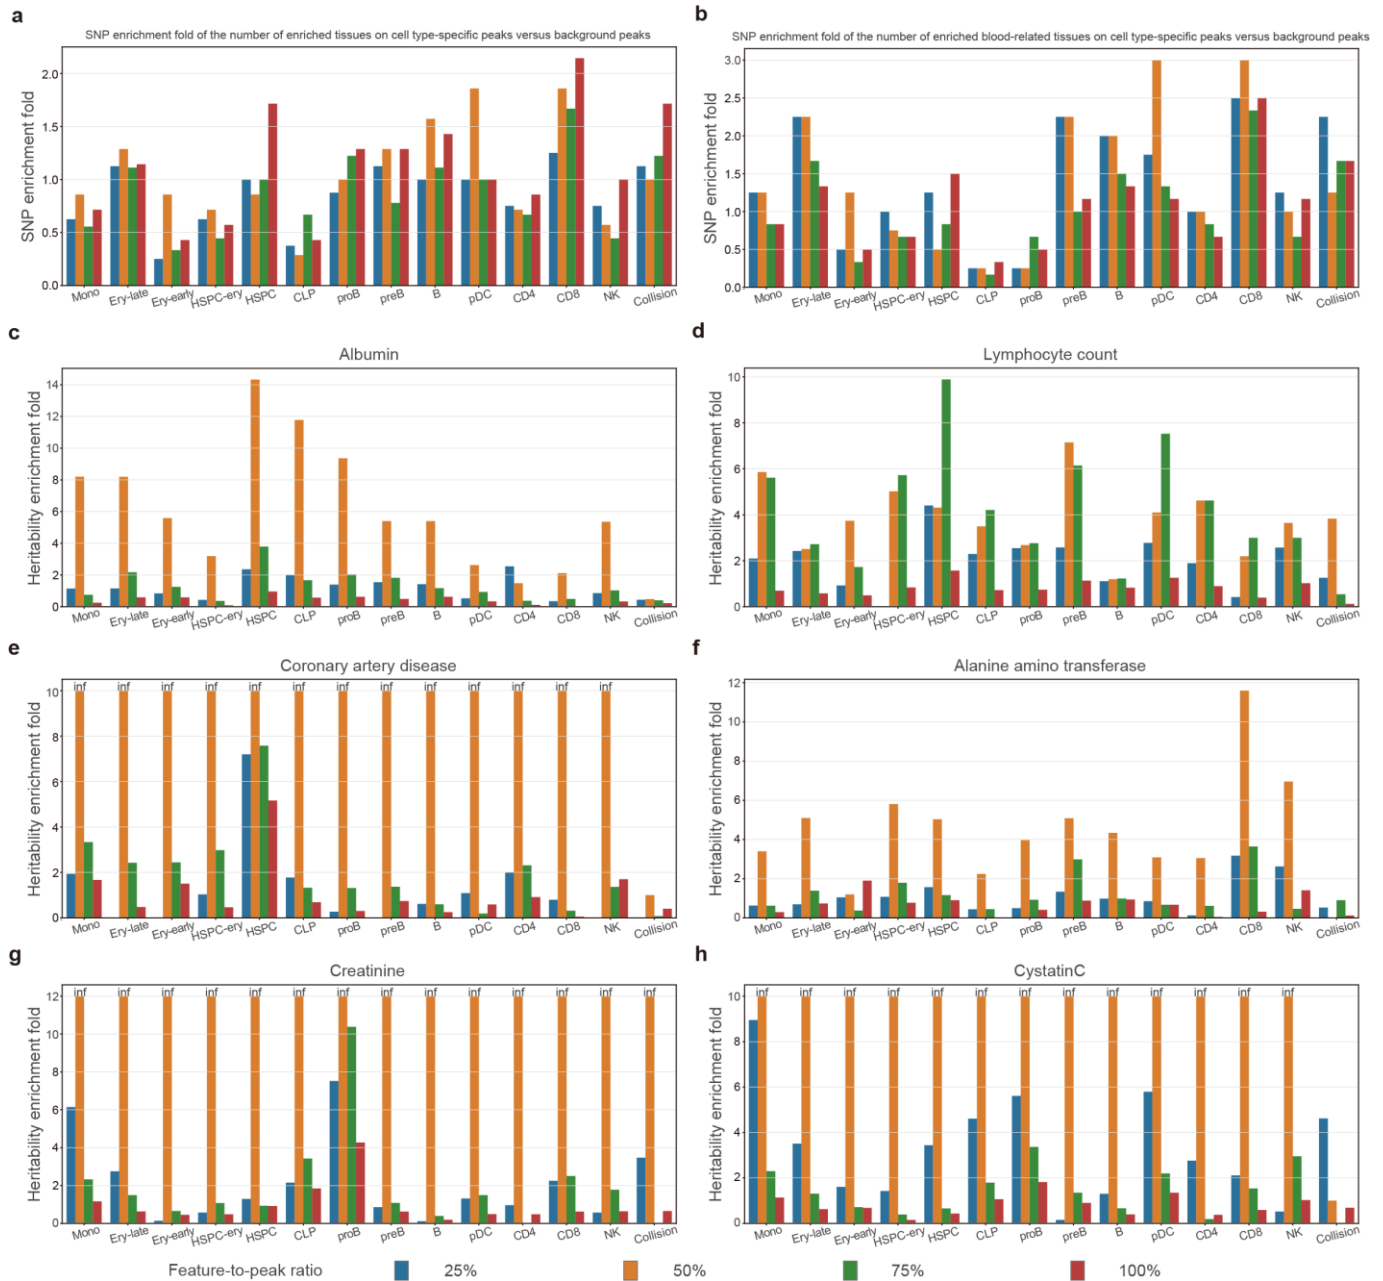 a
SNP enrichment fold of the number of enriched tissues on cell type-specific peaks versus background peaks
SNP enrichment fold
2.0
1.5
1.0
0.5
0.0
Mono Ery-late Ery-early HSPC-ery HSPC CLP proB preB B pDC CD4 CD8 NK Collision
b
SNP enrichment fold of the number of enriched blood-related tissues on cell type-specific peaks versus background peaks
SNP enrichment fold
3.0
2.5
2.0
1.5
1.0
0.5
0.0
Mono Ery-late Ery-early HSPC-ery HSPC CLP proB preB B pDC CD4 CD8 NK Collision
c
Albumin
Heritability enrichment fold
14
12
10
8
6
4
2
0
Mono Ery-late Ery-early HSPC-ery HSPC CLP proB preB B pDC CD4 CD8 NK Collision
d
Lymphocyte count
Heritability enrichment fold
10
8
6
4
2
0
Mono Ery-late Ery-early HSPC-ery HSPC CLP proB preB B pDC CD4 CD8 NK Collision
e
Coronary artery disease
Heritability enrichment fold
inf inf inf inf inf inf inf inf inf inf inf inf inf
10
8
6
4
2
0
Mono Ery-late Ery-early HSPC-ery HSPC CLP proB preB B pDC CD4 CD8 NK Collision
f
Alanine amino transferase
Heritability enrichment fold
12
10
8
6
4
2
0
Mono Ery-late Ery-early HSPC-ery HSPC CLP proB preB B pDC CD4 CD8 NK Collision
g
Creatinine
Heritability enrichment fold
inf inf inf inf inf inf inf inf inf inf inf inf inf inf
12
10
8
6
4
2
0
Mono Ery-late Ery-early HSPC-ery HSPC CLP proB preB B pDC CD4 CD8 NK Collision
h
CystatinC
Heritability enrichment fold
inf inf inf inf inf inf inf inf inf inf inf inf inf
10
8
6
4
2
0
Mono Ery-late Ery-early HSPC-ery HSPC CLP proB preB B pDC CD4 CD8 NK Collision
Feature-to-peak ratio 25% 50% 75% 100%